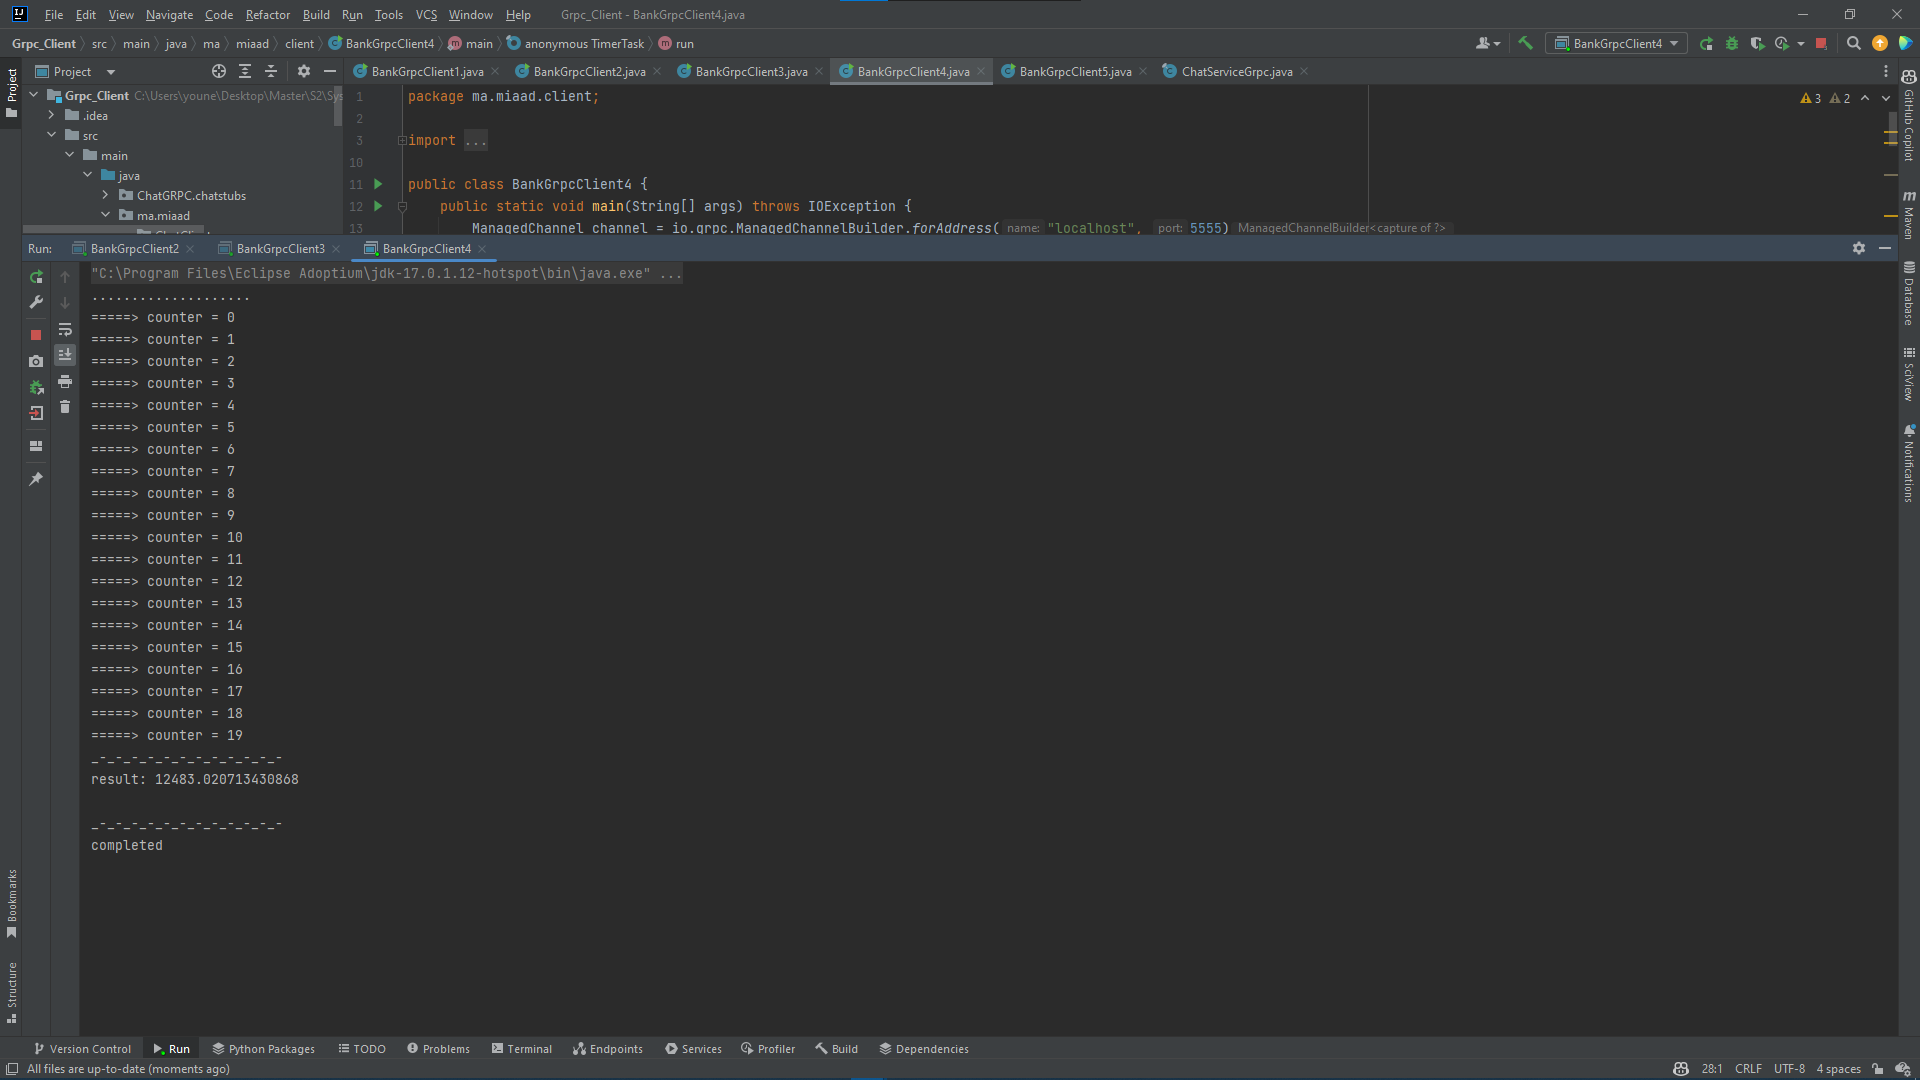 File Edit View Navigate Code Refactor Build Run Tools VCS Window Help Grpc_Client - BankGrpcClient4.java
Grpc_Client src main java ma miaad client BankGrpcClient4 main anonymous TimerTask run BankGrpcClient4
Project BankGrpcClient1.java BankGrpcClient2.java BankGrpcClient3.java BankGrpcClient4.java BankGrpcClient5.java ChatServiceGrpc.java
Project
Grpc_Client C:\Users\youne\Desktop\Master\S2\Sys
.idea
src
main
java
ChatGRPC.chatstubs
ma.miaad
1 package ma.miaad.client;
2
3 import ...
10
11 public class BankGrpcClient4 {
12 public static void main(String[] args) throws IOException {
13 ManagedChannel channel = io.grpc.ManagedChannelBuilder.forAddress( name: "localhost", port: 5555) ManagedChannelBuilder<capture of ?>
3 2
GitHub Copilot
Maven
Database
SciView
Notifications
Run: BankGrpcClient2 BankGrpcClient3 BankGrpcClient4
"C:\Program Files\Eclipse Adoptium\jdk-17.0.1.12-hotspot\bin\java.exe" ...
....................
=====> counter = 0
=====> counter = 1
=====> counter = 2
=====> counter = 3
=====> counter = 4
=====> counter = 5
=====> counter = 6
=====> counter = 7
=====> counter = 8
=====> counter = 9
=====> counter = 10
=====> counter = 11
=====> counter = 12
=====> counter = 13
=====> counter = 14
=====> counter = 15
=====> counter = 16
=====> counter = 17
=====> counter = 18
=====> counter = 19
_-_-_-_-_-_-_-_-_-_-_-_-
result: 12483.020713430868
_-_-_-_-_-_-_-_-_-_-_-_-
completed
Bookmarks
Structure
Version Control Run Python Packages TODO Problems Terminal Endpoints Services Profiler Build Dependencies
All files are up-to-date (moments ago) 28:1 CRLF UTF-8 4 spaces